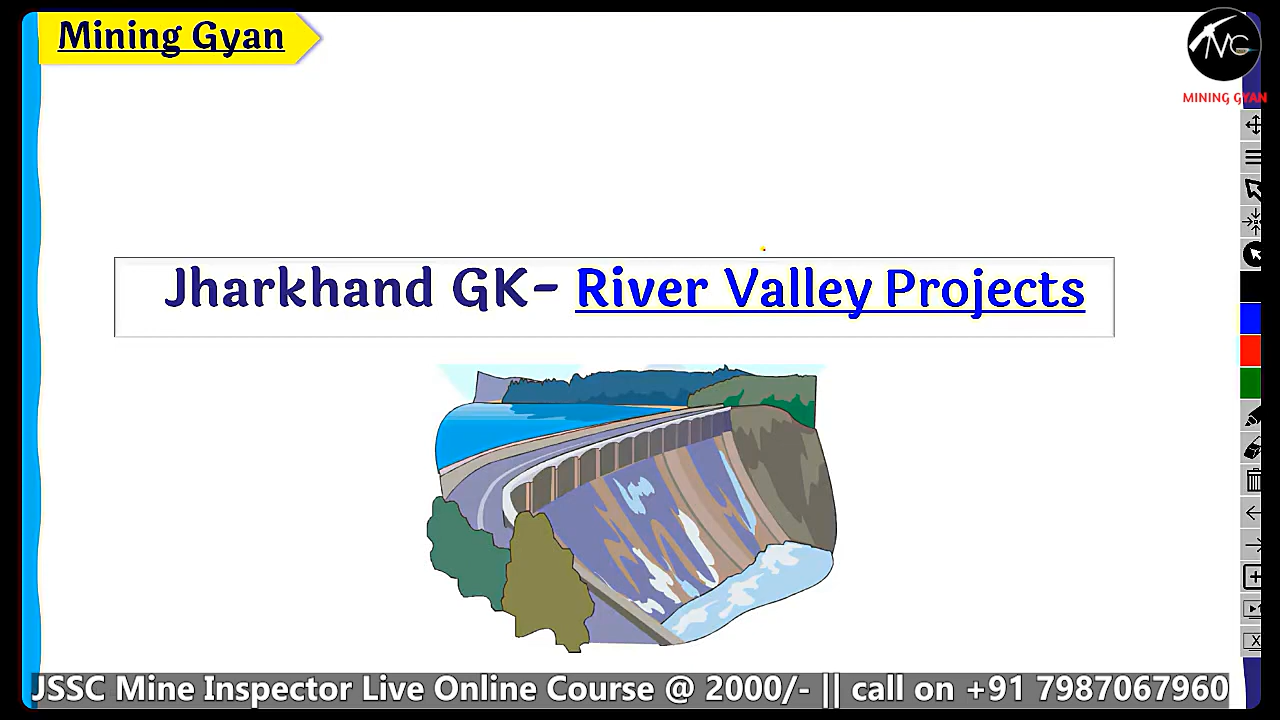 Mining Gyan
MG
MINING GYAN
Jharkhand GK- River Valley Projects
JSSC Mine Inspector Live Online Course @ 2000/- || call on +91 7987067960